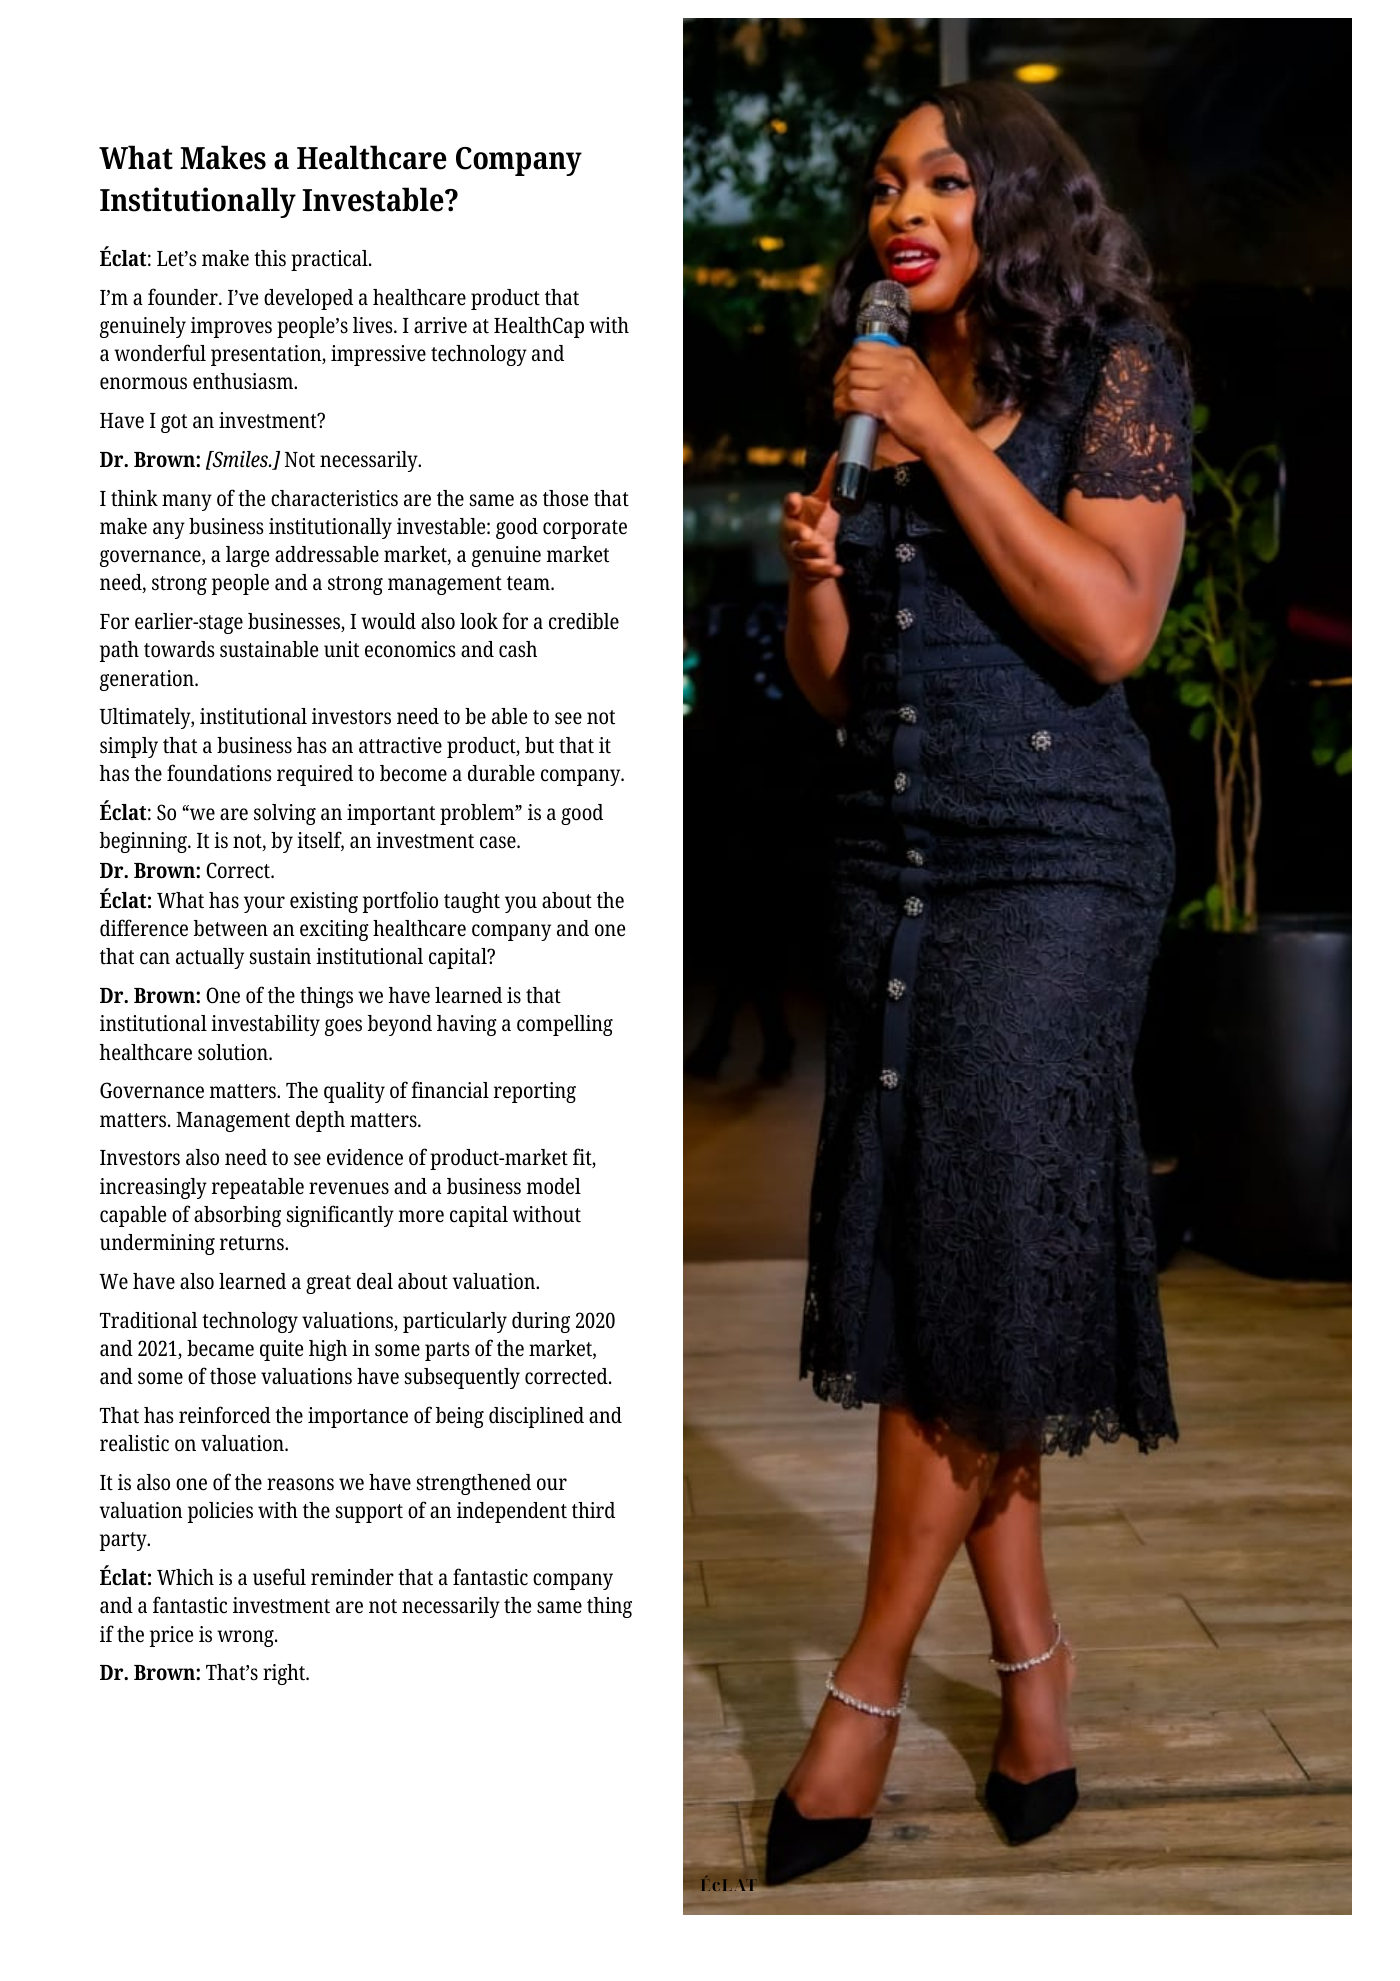 What Makes a Healthcare Company
Institutionally Investable?
Éclat: Let’s make this practical.
I’m a founder. I’ve developed a healthcare product that
genuinely improves people’s lives. I arrive at HealthCap with
a wonderful presentation, impressive technology and
enormous enthusiasm.
Have I got an investment?
Dr. Brown: [Smiles.] Not necessarily.
I think many of the characteristics are the same as those that
make any business institutionally investable: good corporate
governance, a large addressable market, a genuine market
need, strong people and a strong management team.
For earlier-stage businesses, I would also look for a credible
path towards sustainable unit economics and cash
generation.
Ultimately, institutional investors need to be able to see not
simply that a business has an attractive product, but that it
has the foundations required to become a durable company.
Éclat: So “we are solving an important problem” is a good
beginning. It is not, by itself, an investment case.
Dr. Brown: Correct.
Éclat: What has your existing portfolio taught you about the
difference between an exciting healthcare company and one
that can actually sustain institutional capital?
Dr. Brown: One of the things we have learned is that
institutional investability goes beyond having a compelling
healthcare solution.
Governance matters. The quality of financial reporting
matters. Management depth matters.
Investors also need to see evidence of product-market fit,
increasingly repeatable revenues and a business model
capable of absorbing significantly more capital without
undermining returns.
We have also learned a great deal about valuation.
Traditional technology valuations, particularly during 2020
and 2021, became quite high in some parts of the market,
and some of those valuations have subsequently corrected.
That has reinforced the importance of being disciplined and
realistic on valuation.
It is also one of the reasons we have strengthened our
valuation policies with the support of an independent third
party.
Éclat: Which is a useful reminder that a fantastic company
and a fantastic investment are not necessarily the same thing
if the price is wrong.
Dr. Brown: That’s right.
ÉcLAT